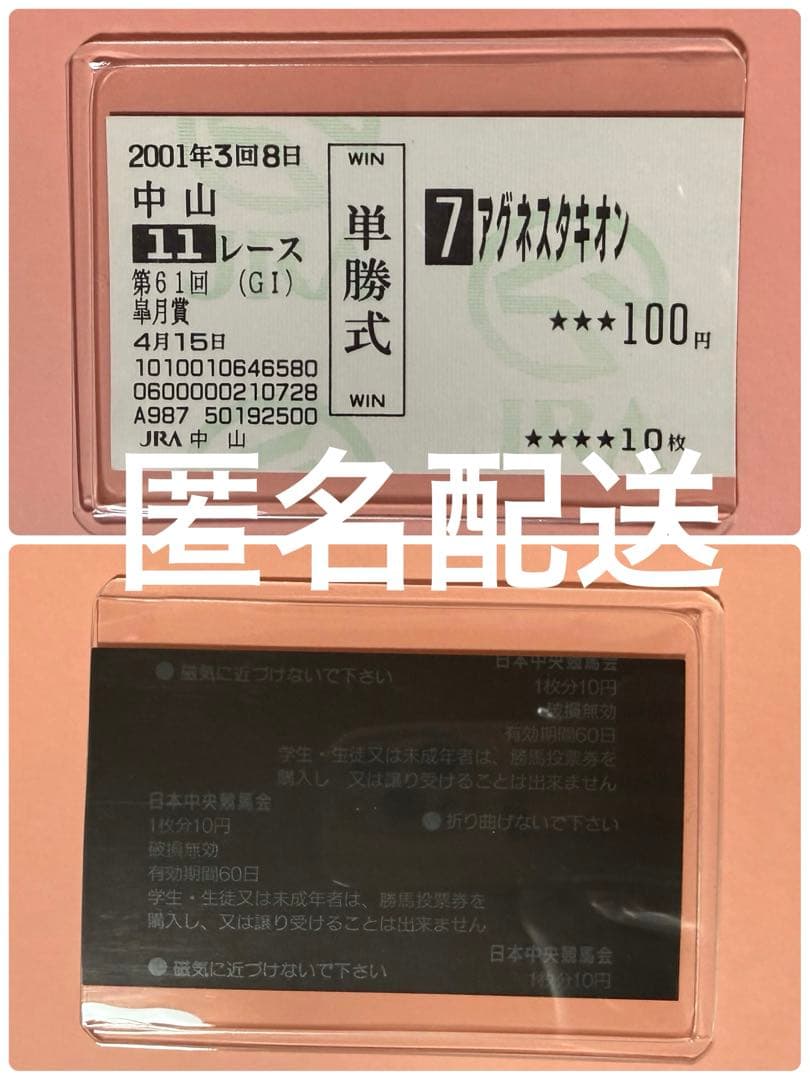 2001年3回8日
中山
11レース
第61回 (GI)
皐月賞
4月15日
1010010646580
0600000210728
A987 50192500
JRA 中 山
WIN
単勝式
WIN
7 アグネスタキオン
★★★100円
★★★★10枚
JRA
匿名配送
●磁気に近づけないで下さい
日本中央競馬会
1枚分10円
破損無効
有効期間60日
学生・生徒又は未成年者は、勝馬投票券を
購入し 又は譲り受けることは出来ません
日本中央競馬会
1枚分10円
破損無効
有効期間60日
●折り曲げないで下さい
学生・生徒又は未成年者は、勝馬投票券を
購入し、又は譲り受けることは出来ません
日本中央競馬会
1枚分10円
●磁気に近づけないで下さい